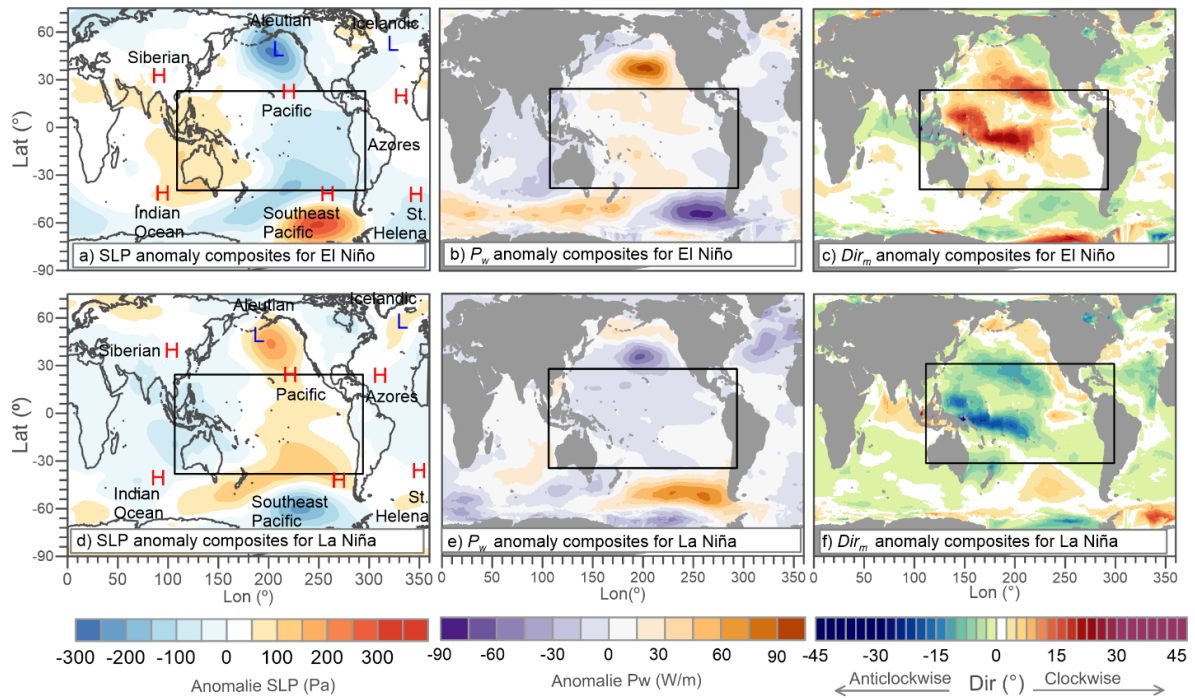 Aleutian
Icelandic
L
L
Siberian
H
H
H
Pacific
Azores
H
H
H
Indian
Ocean
Southeast
Pacific
St.
Helena
a) SLP anomaly composites for El Niño
b) Pw anomaly composites for El Niño
c) Dirm anomaly composites for El Niño
Lat (°)
60
30
0
-30
-60
-90
Aleutian
Icelandic
L
L
Siberian
H
H
H
Pacific
Azores
H
H
H
Indian
Ocean
Southeast
Pacific
St.
Helena
d) SLP anomaly composites for La Niña
e) Pw anomaly composites for La Niña
f) Dirm anomaly composites for La Niña
Lat (º)
60
30
0
-30
-60
-90
0 50 100 150 200 250 300 350
Lon (º)
0 50 100 150 200 250 300 350
Lon(º)
0 50 100 150 200 250 300 350
Lon (°)
-300 -200 -100 0 100 200 300
Anomalie SLP (Pa)
-90 -60 -30 0 30 60 90
Anomalie Pw (W/m)
-45 -30 -15 0 15 30 45
Anticlockwise Dir (°) Clockwise